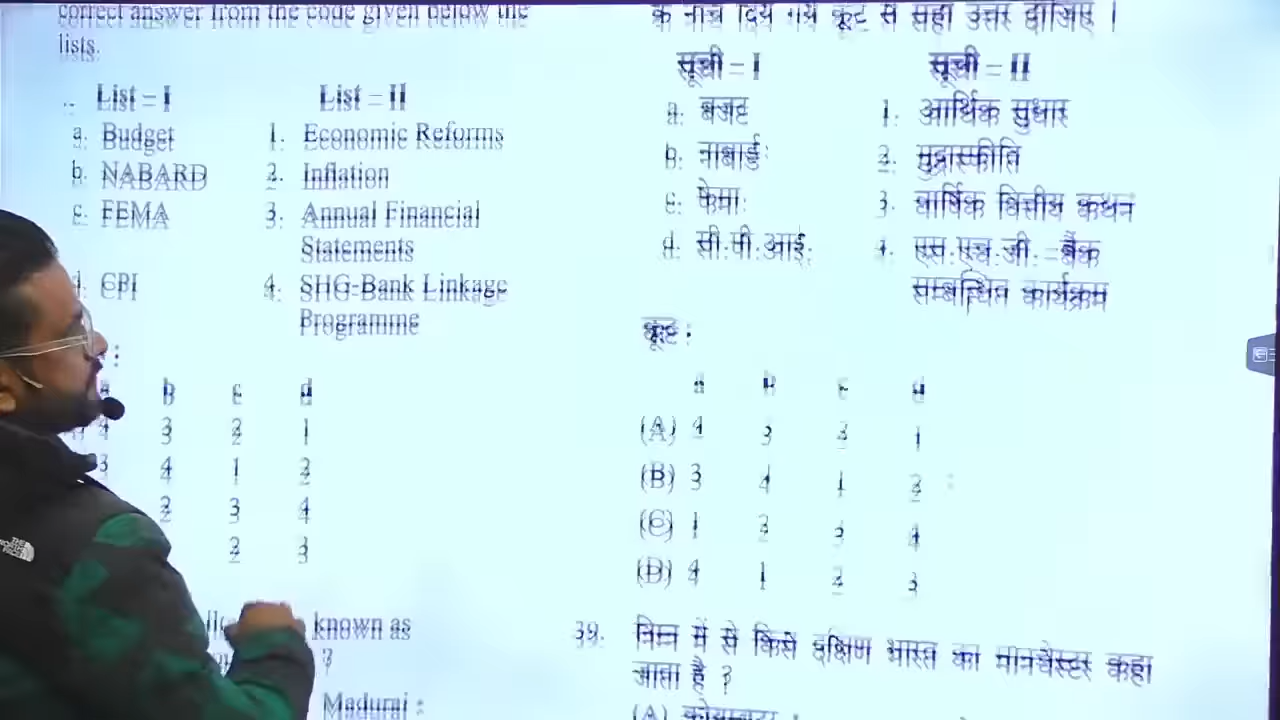 correct answer from the code given below the
lists.
List – I List – II
a. Budget 1. Economic Reforms
b. NABARD 2. Inflation
c. FEMA 3. Annual Financial
Statements
d. CPI 4. SHG-Bank Linkage
Programme
:
a b c d
4 3 2 1
3 4 1 2
2 3 4
2 3
known as
?
Madurai :
के नीचे दिये गये कूट से सही उत्तर दीजिए ।
सूची – I सूची – II
a. बजट 1. आर्थिक सुधार
b. नाबार्ड 2. मुद्रास्फीति
c. फेमा 3. वार्षिक वित्तीय कथन
d. सी.पी.आई. 4. एस.एच.जी. –बैंक
सम्बन्धित कार्यक्रम
कूट :
a b c d
(A) 4 3 2 1
(B) 3 4 1 2
(C) 1 2 3 4
(D) 4 1 2 3
39. निम्न में से किसे दक्षिण भारत का मानचेस्टर कहा
जाता है ?
(A)